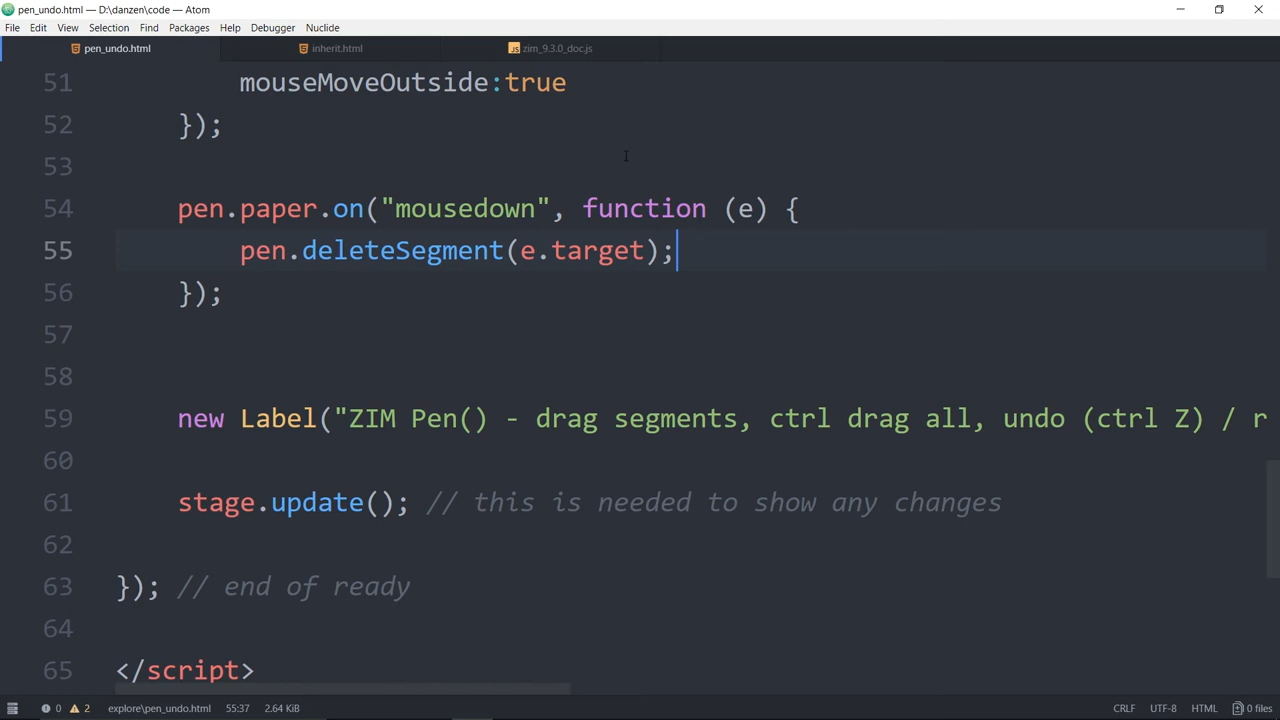 pen_undo.html — D:\danzen\code — Atom
File Edit View Selection Find Packages Help Debugger Nuclide
pen_undo.html inherit.html zim_9.3.0_doc.js
51 mouseMoveOutside:true
52 });
53
54 pen.paper.on("mousedown", function (e) {
55 pen.deleteSegment(e.target);
56 });
57
58
59 new Label("ZIM Pen() - drag segments, ctrl drag all, undo (ctrl Z) / r
60
61 stage.update(); // this is needed to show any changes
62
63 }); // end of ready
64
65 </script>
0 2 explore\pen_undo.html 55:37 2.64 KiB CRLF UTF-8 HTML 0 files